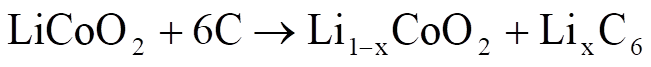 LiCoO₂ + 6C → Li₁₋ₓCoO₂ + LiₓC₆